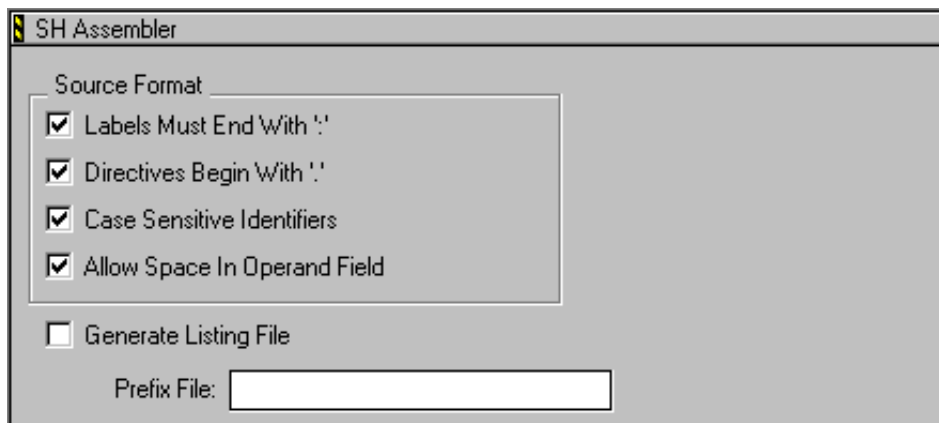 SH Assembler
Source Format
Labels Must End With ':'
Directives Begin With '.'
Case Sensitive Identifiers
Allow Space In Operand Field
Generate Listing File
Prefix File: